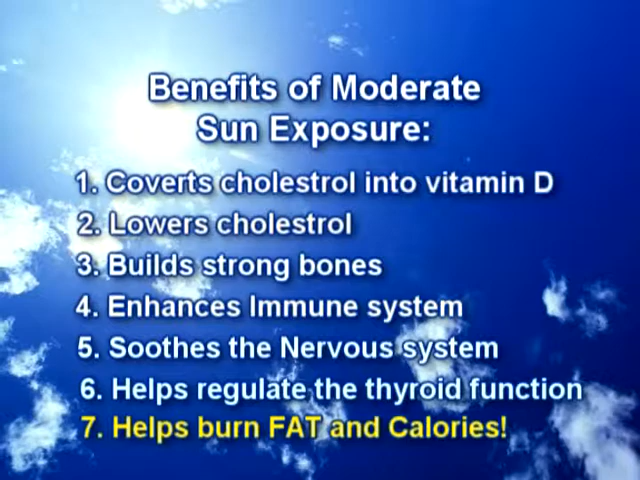 Benefits of Moderate
Sun Exposure:
1. Coverts cholestrol into vitamin D
2. Lowers cholestrol
3. Builds strong bones
4. Enhances Immune system
5. Soothes the Nervous system
6. Helps regulate the thyroid function
7. Helps burn FAT and Calories!